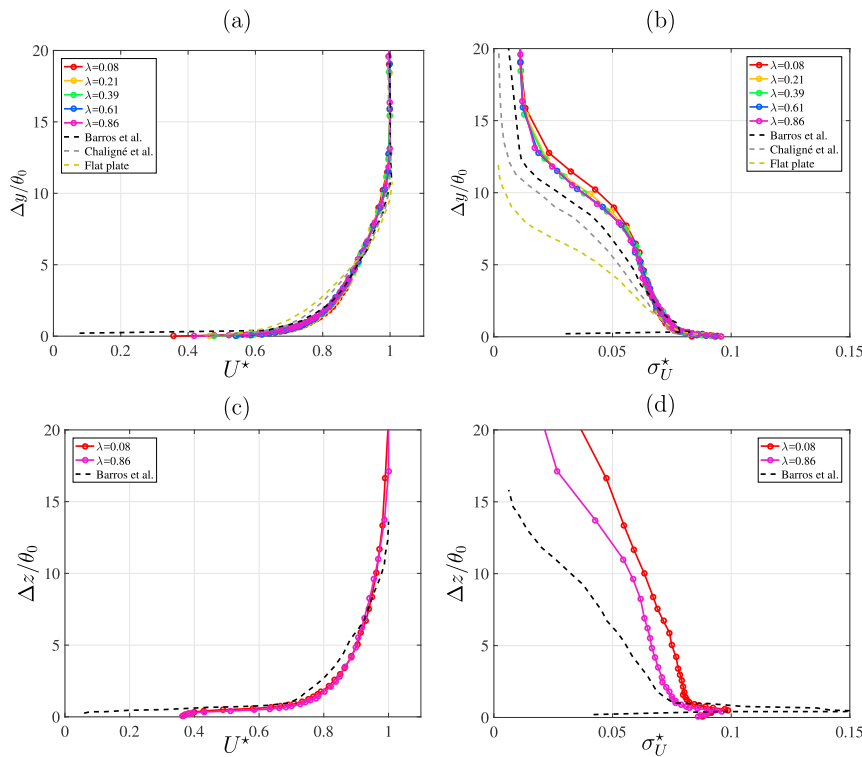 (a)
20
15
10
5
0
Δy/θ₀
λ=0.08
λ=0.21
λ=0.39
λ=0.61
λ=0.86
Barros et al.
Chaligné et al.
Flat plate
0 0.2 0.4 0.6 0.8 1
U⋆
(b)
20
15
10
5
0
Δy/θ₀
λ=0.08
λ=0.21
λ=0.39
λ=0.61
λ=0.86
Barros et al.
Chaligné et al.
Flat plate
0 0.05 0.1 0.15
σ⋆U
(c)
20
15
10
5
0
Δz/θ₀
λ=0.08
λ=0.86
Barros et al.
0 0.2 0.4 0.6 0.8 1
U⋆
(d)
20
15
10
5
0
Δz/θ₀
λ=0.08
λ=0.86
Barros et al.
0 0.05 0.1 0.15
σ⋆U